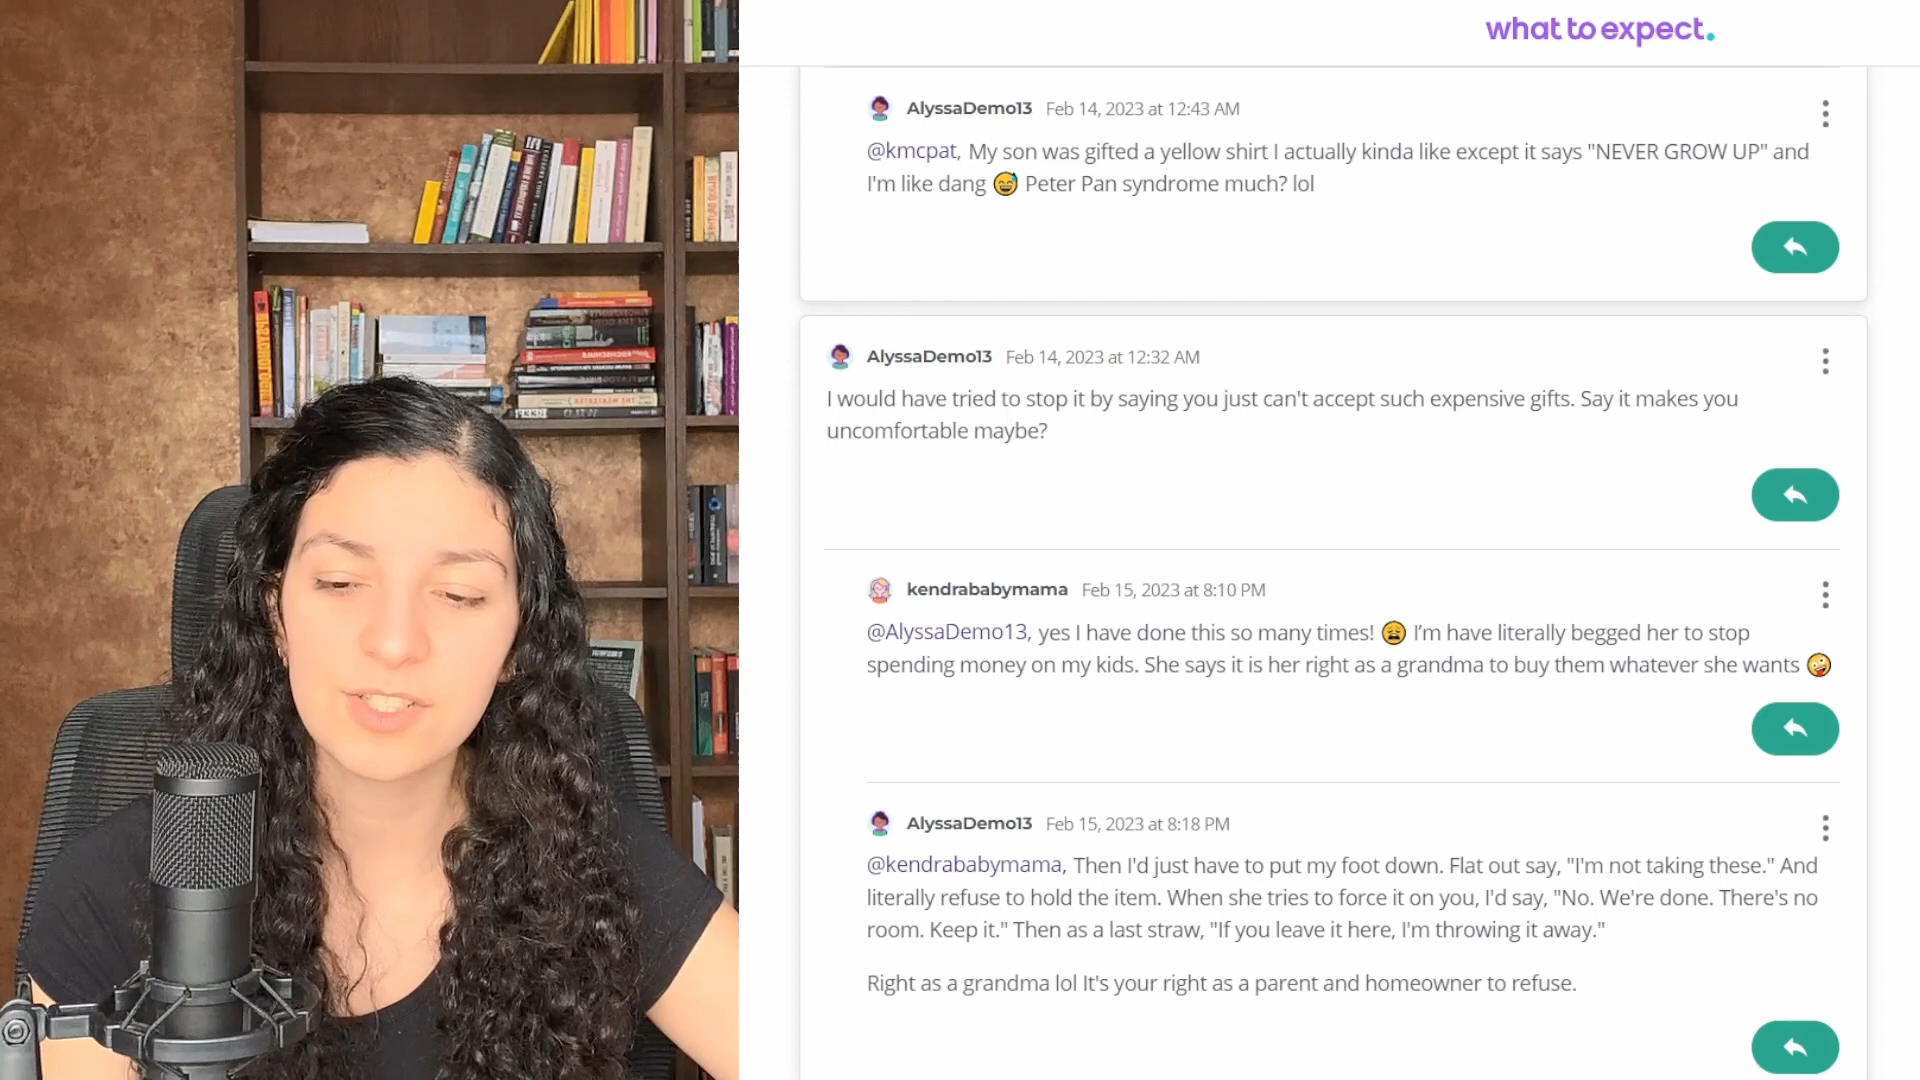 what to expect.
AlyssaDemo13 Feb 14, 2023 at 12:43 AM
@kmcpat, My son was gifted a yellow shirt I actually kinda like except it says "NEVER GROW UP" and
I'm like dang 😅 Peter Pan syndrome much? lol
AlyssaDemo13 Feb 14, 2023 at 12:32 AM
I would have tried to stop it by saying you just can't accept such expensive gifts. Say it makes you
uncomfortable maybe?
kendrababymama Feb 15, 2023 at 8:10 PM
@AlyssaDemo13, yes I have done this so many times! 😩 I’m have literally begged her to stop
spending money on my kids. She says it is her right as a grandma to buy them whatever she wants 🤪
AlyssaDemo13 Feb 15, 2023 at 8:18 PM
@kendrababymama, Then I'd just have to put my foot down. Flat out say, "I'm not taking these." And
literally refuse to hold the item. When she tries to force it on you, I'd say, "No. We're done. There's no
room. Keep it." Then as a last straw, "If you leave it here, I'm throwing it away."
Right as a grandma lol It's your right as a parent and homeowner to refuse.